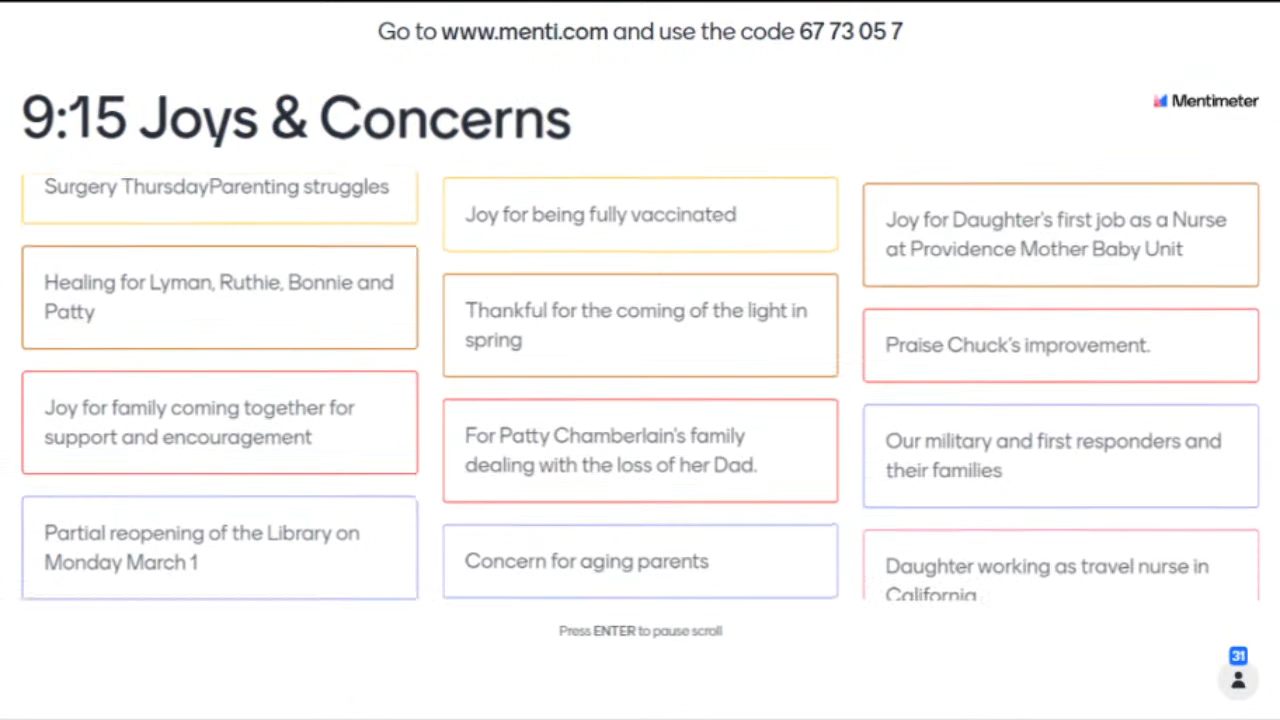 Go to www.menti.com and use the code 67 73 05 7
9:15 Joys & Concerns
Mentimeter
Surgery ThursdayParenting struggles
Healing for Lyman, Ruthie, Bonnie and
Patty
Joy for family coming together for
support and encouragement
Partial reopening of the Library on
Monday March 1
Joy for being fully vaccinated
Thankful for the coming of the light in
spring
For Patty Chamberlain's family
dealing with the loss of her Dad.
Concern for aging parents
Joy for Daughter's first job as a Nurse
at Providence Mother Baby Unit
Praise Chuck's improvement.
Our military and first responders and
their families
Daughter working as travel nurse in
California
Press ENTER to pause scroll
31